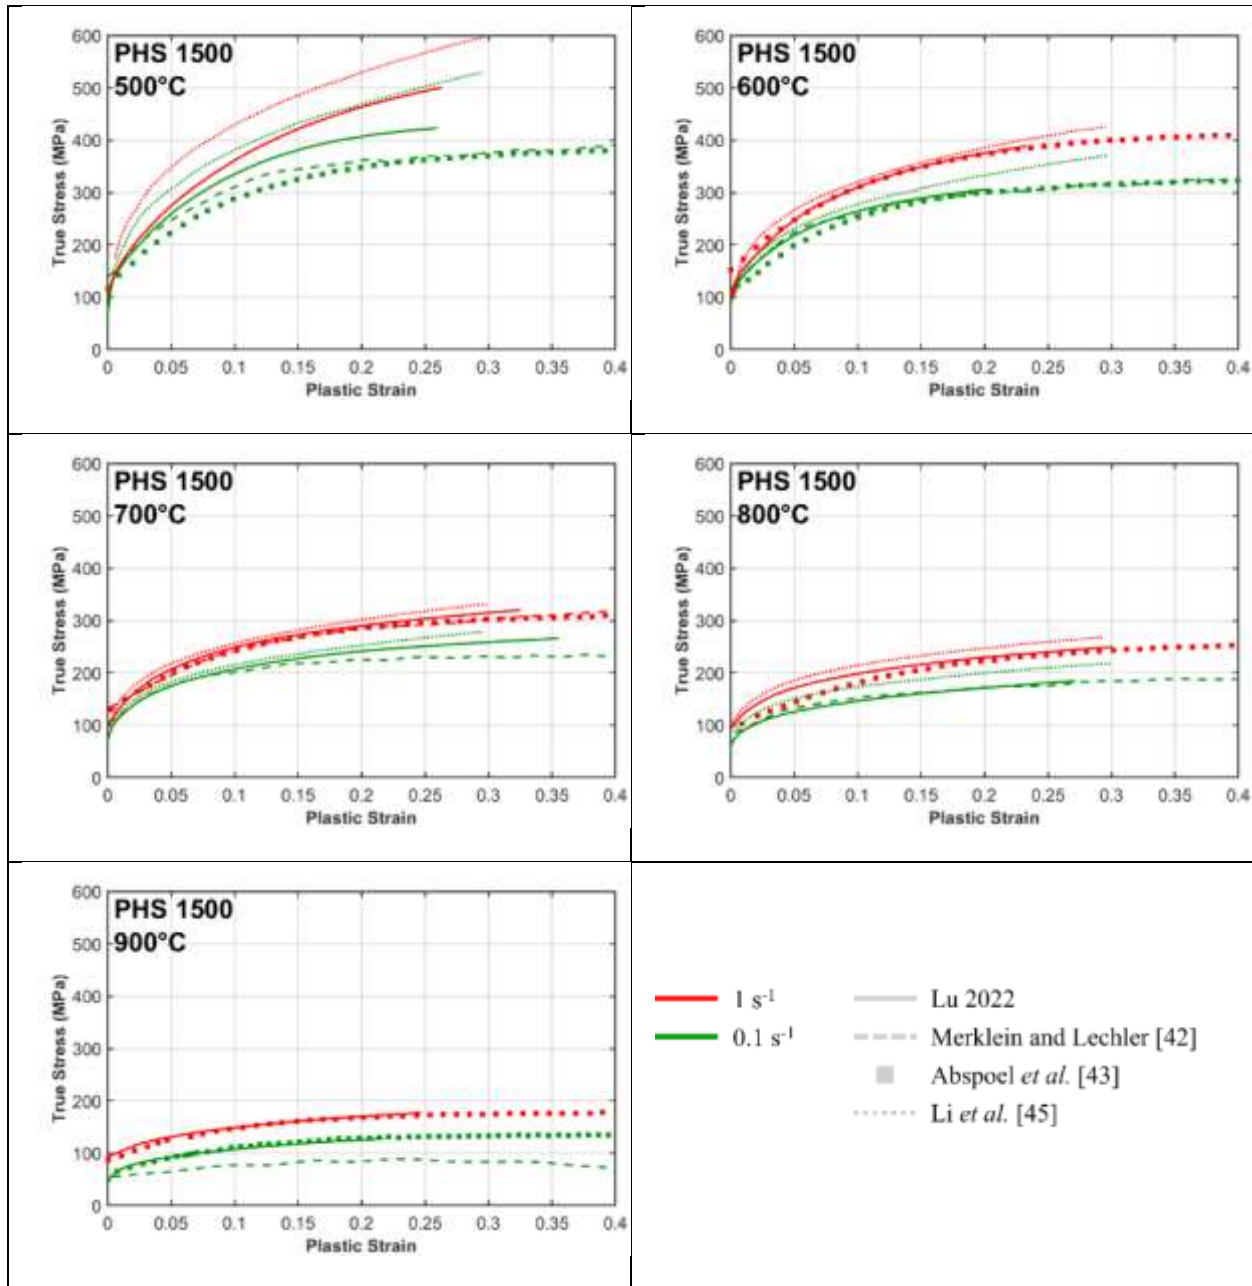 PHS 1500
500°C
600
500
400
300
200
100
0
True Stress (MPa)
0 0.05 0.1 0.15 0.2 0.25 0.3 0.35 0.4
Plastic Strain
PHS 1500
600°C
600
500
400
300
200
100
0
True Stress (MPa)
0 0.05 0.1 0.15 0.2 0.25 0.3 0.35 0.4
Plastic Strain
PHS 1500
700°C
600
500
400
300
200
100
0
True Stress (MPa)
0 0.05 0.1 0.15 0.2 0.25 0.3 0.35 0.4
Plastic Strain
PHS 1500
800°C
600
500
400
300
200
100
0
True Stress (MPa)
0 0.05 0.1 0.15 0.2 0.25 0.3 0.35 0.4
Plastic Strain
PHS 1500
900°C
600
500
400
300
200
100
0
True Stress (MPa)
0 0.05 0.1 0.15 0.2 0.25 0.3 0.35 0.4
Plastic Strain
1 s⁻¹
0.1 s⁻¹
Lu 2022
Merklein and Lechler [42]
Abspoel et al. [43]
Li et al. [45]